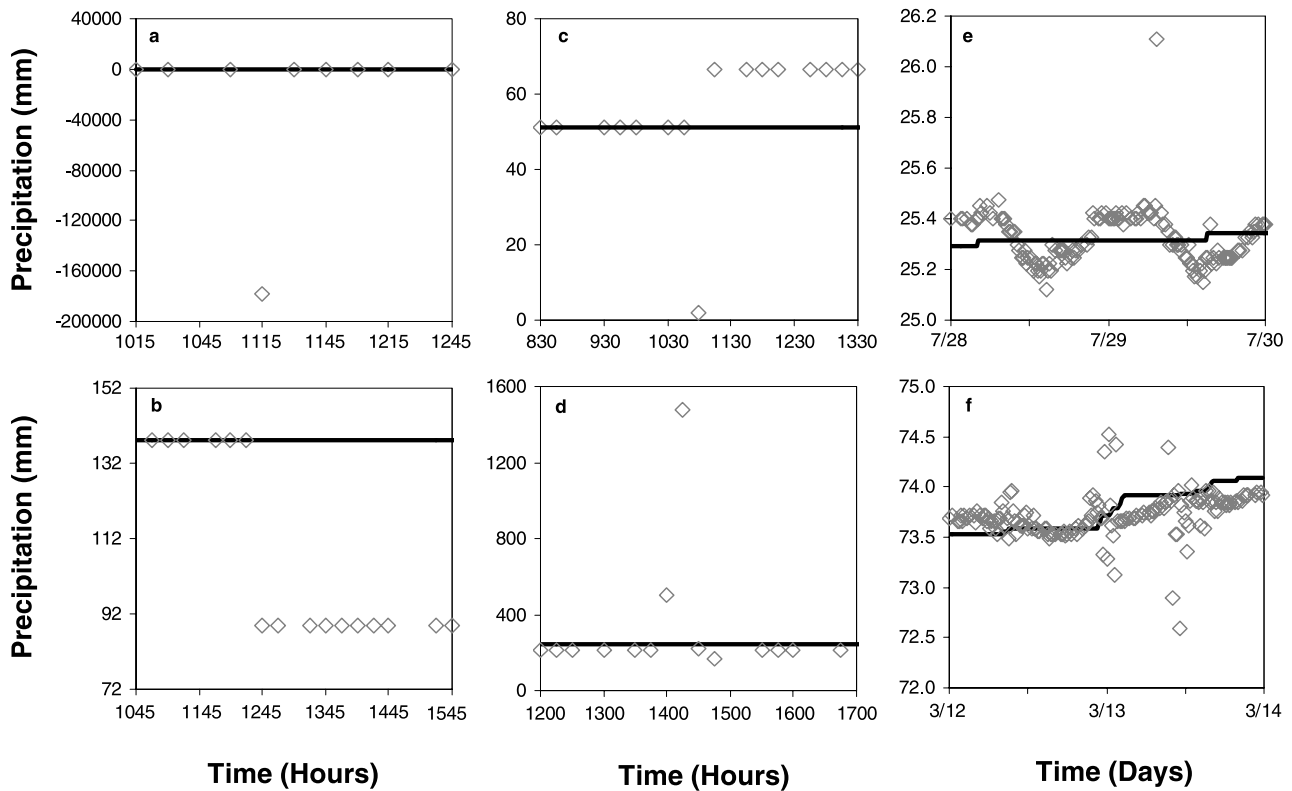 Precipitation (mm)
a
40000
0
-40000
-80000
-120000
-160000
-200000
1015 1045 1115 1145 1215 1245
c
80
60
40
20
0
830 930 1030 1130 1230 1330
e
26.2
26.0
25.8
25.6
25.4
25.2
25.0
7/28 7/29 7/30
Precipitation (mm)
b
152
132
112
92
72
1045 1145 1245 1345 1445 1545
Time (Hours)
d
1600
1200
800
400
0
1200 1300 1400 1500 1600 1700
Time (Hours)
f
75.0
74.5
74.0
73.5
73.0
72.5
72.0
3/12 3/13 3/14
Time (Days)